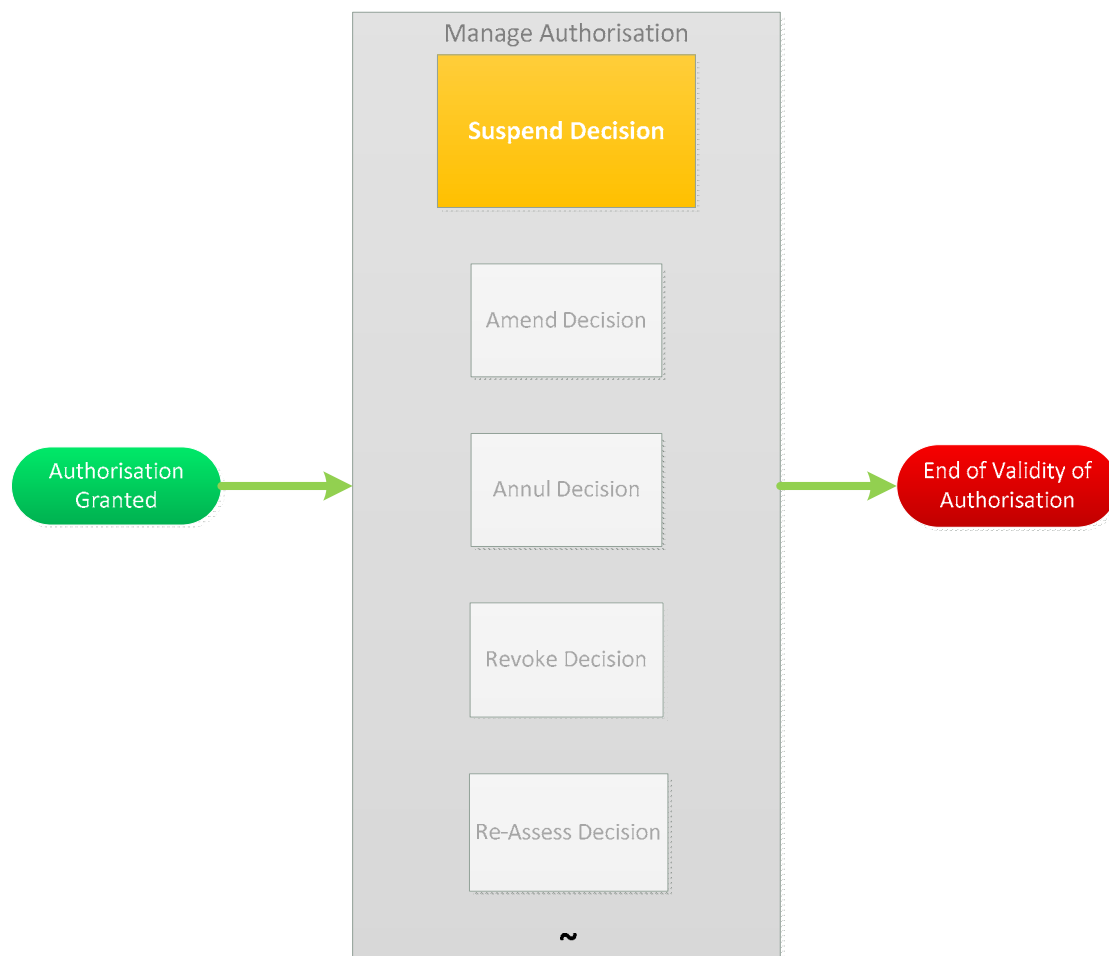 Manage Authorisation
Suspend Decision
Amend Decision
Authorisation
Granted
Annul Decision
End of Validity of
Authorisation
Revoke Decision
Re-Assess Decision
~